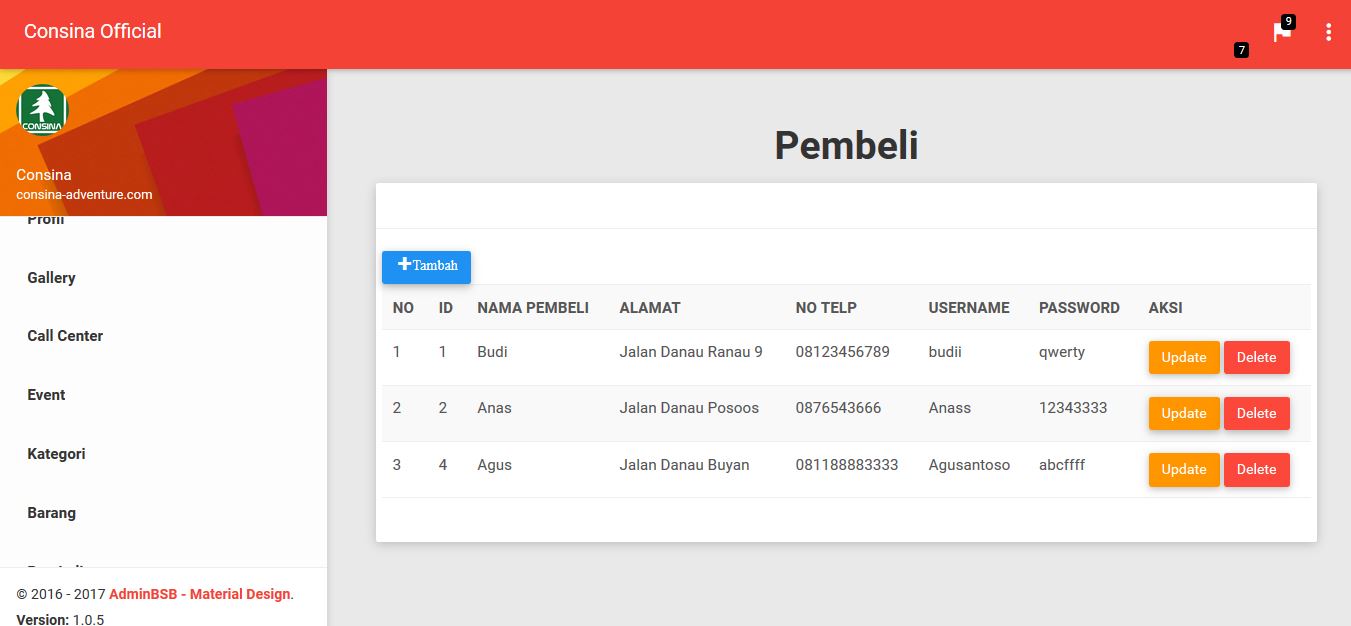 Consina Official
9
7
CONSINA
Consina
consina-adventure.com
Profil
Gallery
Call Center
Event
Kategori
Barang
© 2016 - 2017 AdminBSB - Material Design.
Version: 1.0.5
Pembeli
Tambah
NO ID NAMA PEMBELI ALAMAT NO TELP USERNAME PASSWORD AKSI
1 1 Budi Jalan Danau Ranau 9 08123456789 budii qwerty Update Delete
2 2 Anas Jalan Danau Posoos 0876543666 Anass 12343333 Update Delete
3 4 Agus Jalan Danau Buyan 081188883333 Agusantoso abcffff Update Delete